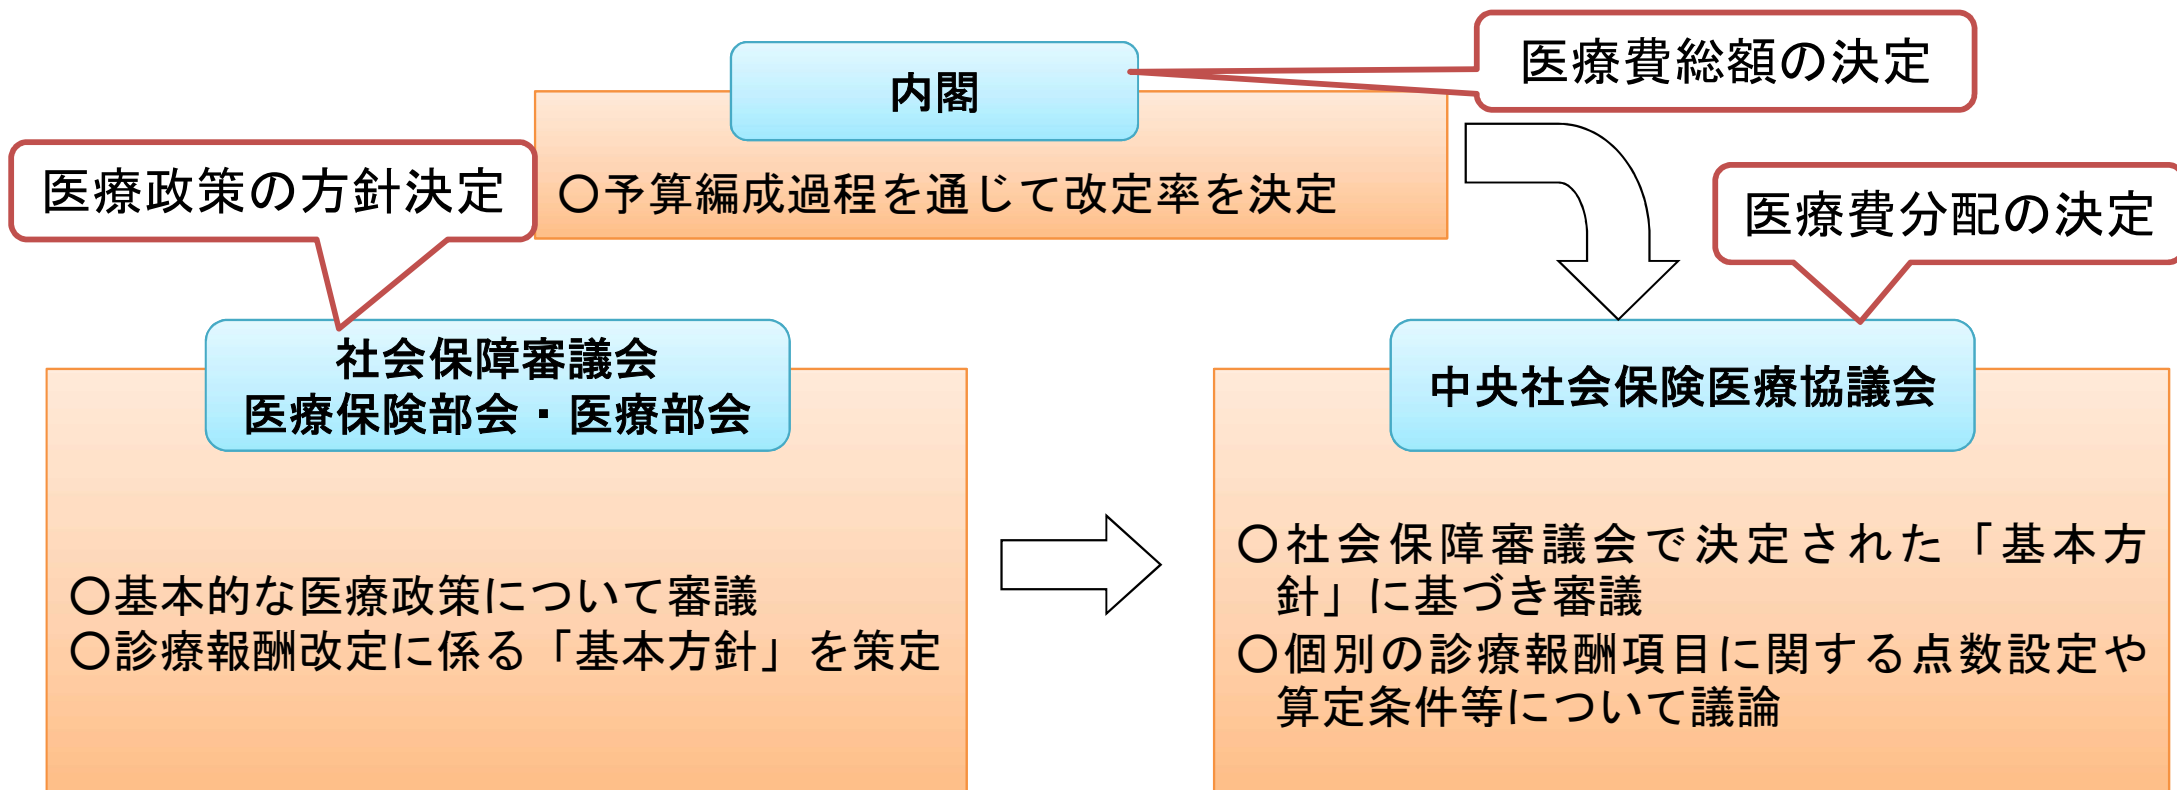 内閣
医療費総額の決定
〇予算編成過程を通じて改定率を決定
医療政策の方針決定
医療費分配の決定
社会保障審議会
医療保険部会・医療部会
〇基本的な医療政策について審議
〇診療報酬改定に係る「基本方針」を策定
中央社会保険医療協議会
〇社会保障審議会で決定された「基本方
針」に基づき審議
〇個別の診療報酬項目に関する点数設定や
算定条件等について議論